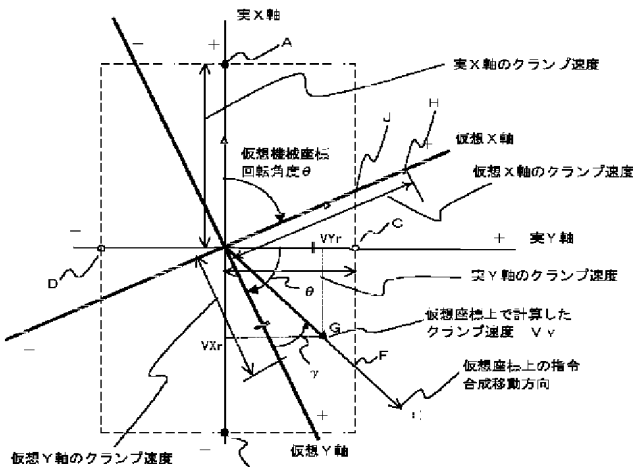 実X軸
−
+
A
実X軸のクランプ速度
J
H
仮想機械座標
回転角度θ
仮想X軸
+
仮想X軸のクランプ速度
−
VYr
C
+
実Y軸
D
θ
実Y軸のクランプ速度
仮想座標上で計算した
クランプ速度 Vv
G
VXr
F
γ
仮想座標上の指令
合成移動方向
−
+
−
仮想Y軸
仮想Y軸のクランプ速度